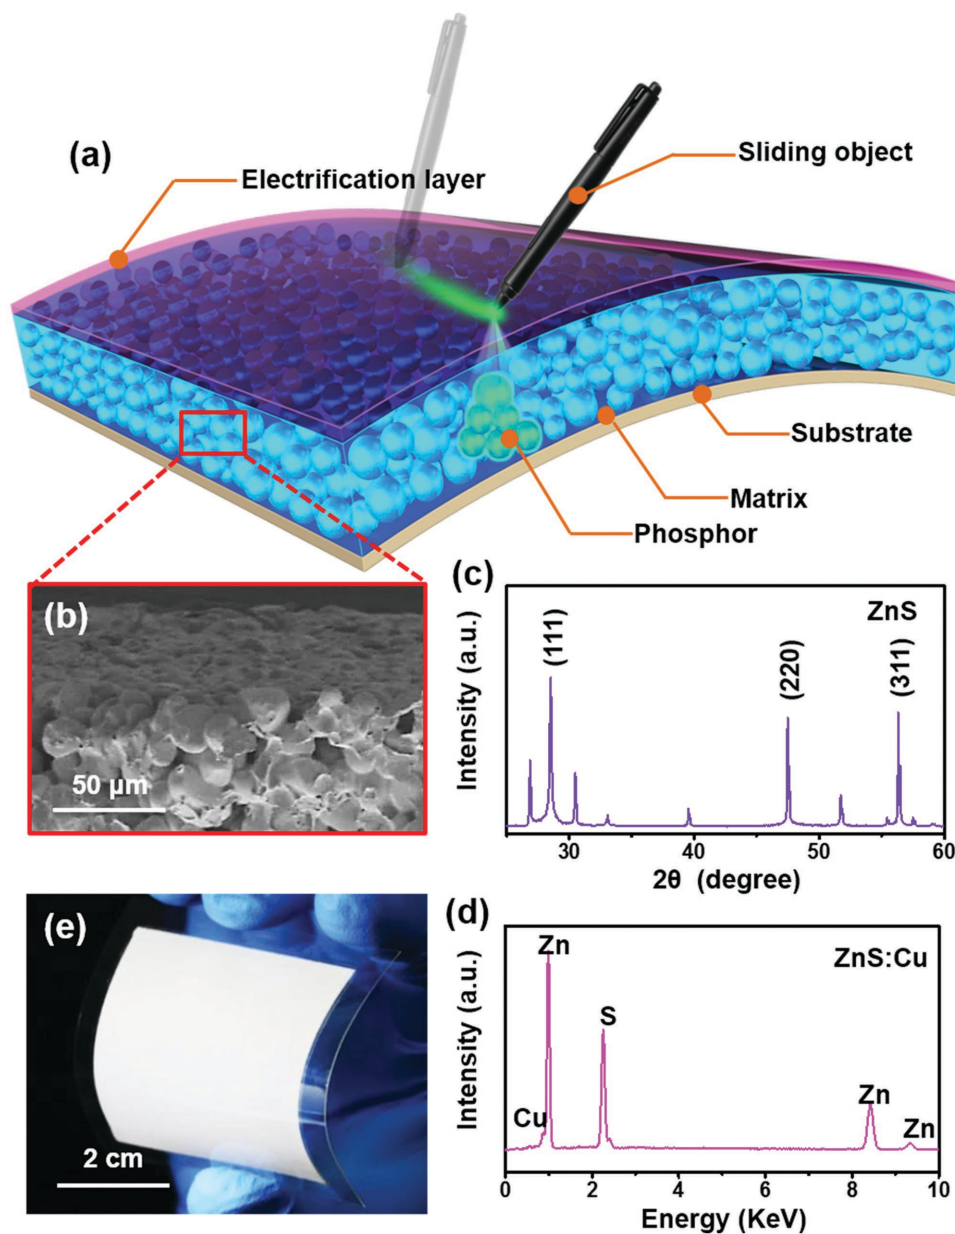 (a)
Sliding object
Electrification layer
Substrate
Matrix
Phosphor
(b)
50 μm
(c)
ZnS
(111)
(220)
(311)
Intensity (a.u.)
30 40 50 60
2θ (degree)
(d)
Zn
ZnS:Cu
S
Cu
Zn
Zn
Intensity (a.u.)
0 2 4 6 8 10
Energy (KeV)
(e)
2 cm